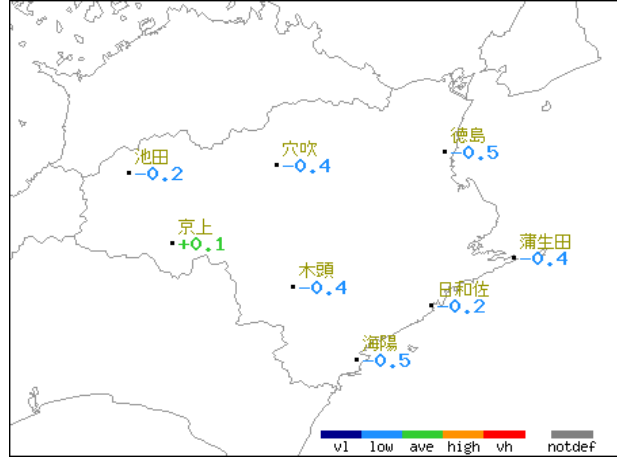 徳島
-0.5
穴吹
-0.4
池田
-0.2
京上
+0.1
蒲生田
-0.4
木頭
-0.4
日和佐
-0.2
海陽
-0.5
vl low ave high vh notdef